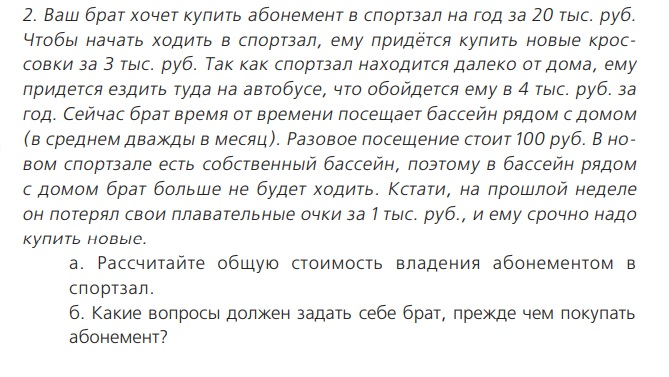 2. Ваш брат хочет купить абонемент в спортзал на год за 20 тыс. руб.
Чтобы начать ходить в спортзал, ему придётся купить новые крос-
совки за 3 тыс. руб. Так как спортзал находится далеко от дома, ему
придется ездить туда на автобусе, что обойдется ему в 4 тыс. руб. за
год. Сейчас брат время от времени посещает бассейн рядом с домом
(в среднем дважды в месяц). Разовое посещение стоит 100 руб. В но-
вом спортзале есть собственный бассейн, поэтому в бассейн рядом
с домом брат больше не будет ходить. Кстати, на прошлой неделе
он потерял свои плавательные очки за 1 тыс. руб., и ему срочно надо
купить новые.
а. Рассчитайте общую стоимость владения абонементом в
спортзал.
б. Какие вопросы должен задать себе брат, прежде чем покупать
абонемент?